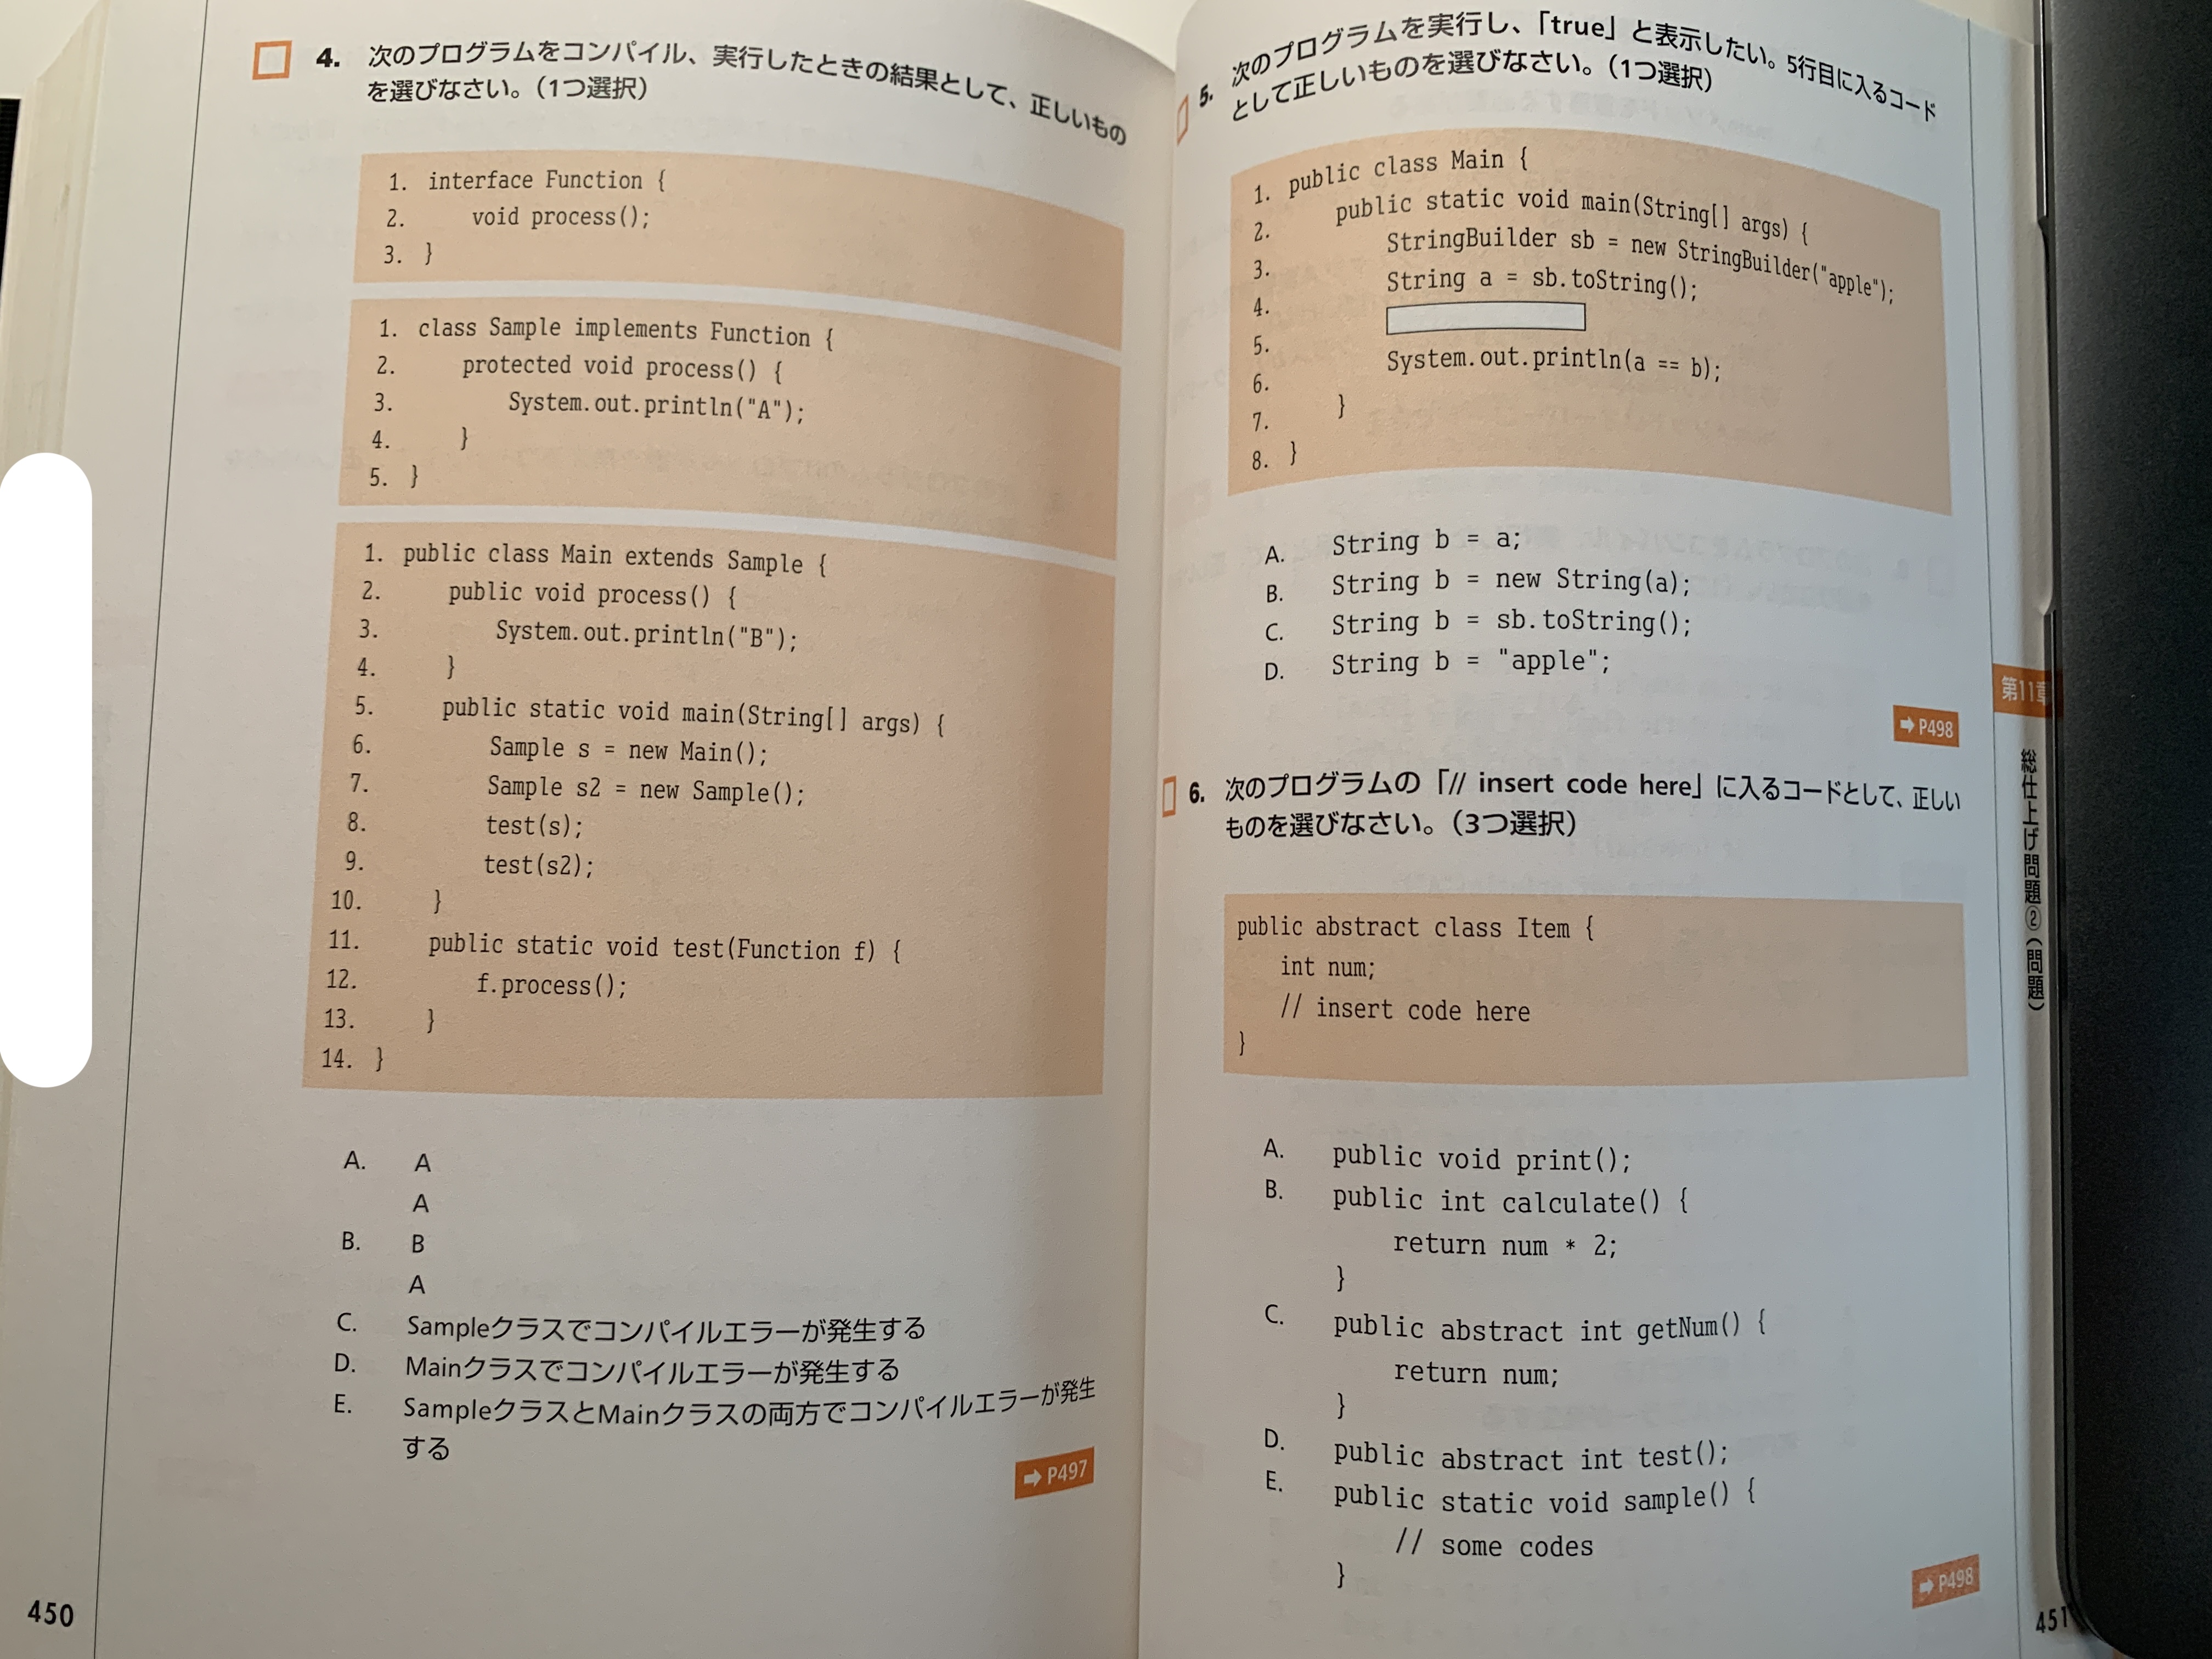 4. 次のプログラムをコンパイル、実行したときの結果として、正しいもの
を選びなさい。（1つ選択）
1. interface Function {
2.     void process();
3. }
1. class Sample implements Function {
2.     protected void process() {
3.         System.out.println("A");
4.     }
5. }
1. public class Main extends Sample {
2.     public void process() {
3.         System.out.println("B");
4.     }
5.     public static void main(String[] args) {
6.         Sample s = new Main();
7.         Sample s2 = new Sample();
8.         test(s);
9.         test(s2);
10.     }
11.     public static void test(Function f) {
12.         f.process();
13.     }
14. }
A. A
A
B. B
A
C. Sampleクラスでコンパイルエラーが発生する
D. Mainクラスでコンパイルエラーが発生する
E. SampleクラスとMainクラスの両方でコンパイルエラーが発生
する
➡ P497
450
5. 次のプログラムを実行し、「true」と表示したい。5行目に入るコード
として正しいものを選びなさい。（1つ選択）
1. public class Main {
2.     public static void main(String[] args) {
3.         StringBuilder sb = new StringBuilder("apple");
4.         String a = sb.toString();
5.
6.         System.out.println(a == b);
7.     }
8. }
A. String b = a;
B. String b = new String(a);
C. String b = sb.toString();
D. String b = "apple";
➡ P498
6. 次のプログラムの「// insert code here」に入るコードとして、正しい
ものを選びなさい。（3つ選択）
public abstract class Item {
    int num;
    // insert code here
}
A. public void print();
B. public int calculate() {
        return num * 2;
    }
C. public abstract int getNum() {
        return num;
    }
D. public abstract int test();
E. public static void sample() {
        // some codes
    }
➡ P498
第11章
総仕上げ問題②（問題）
451